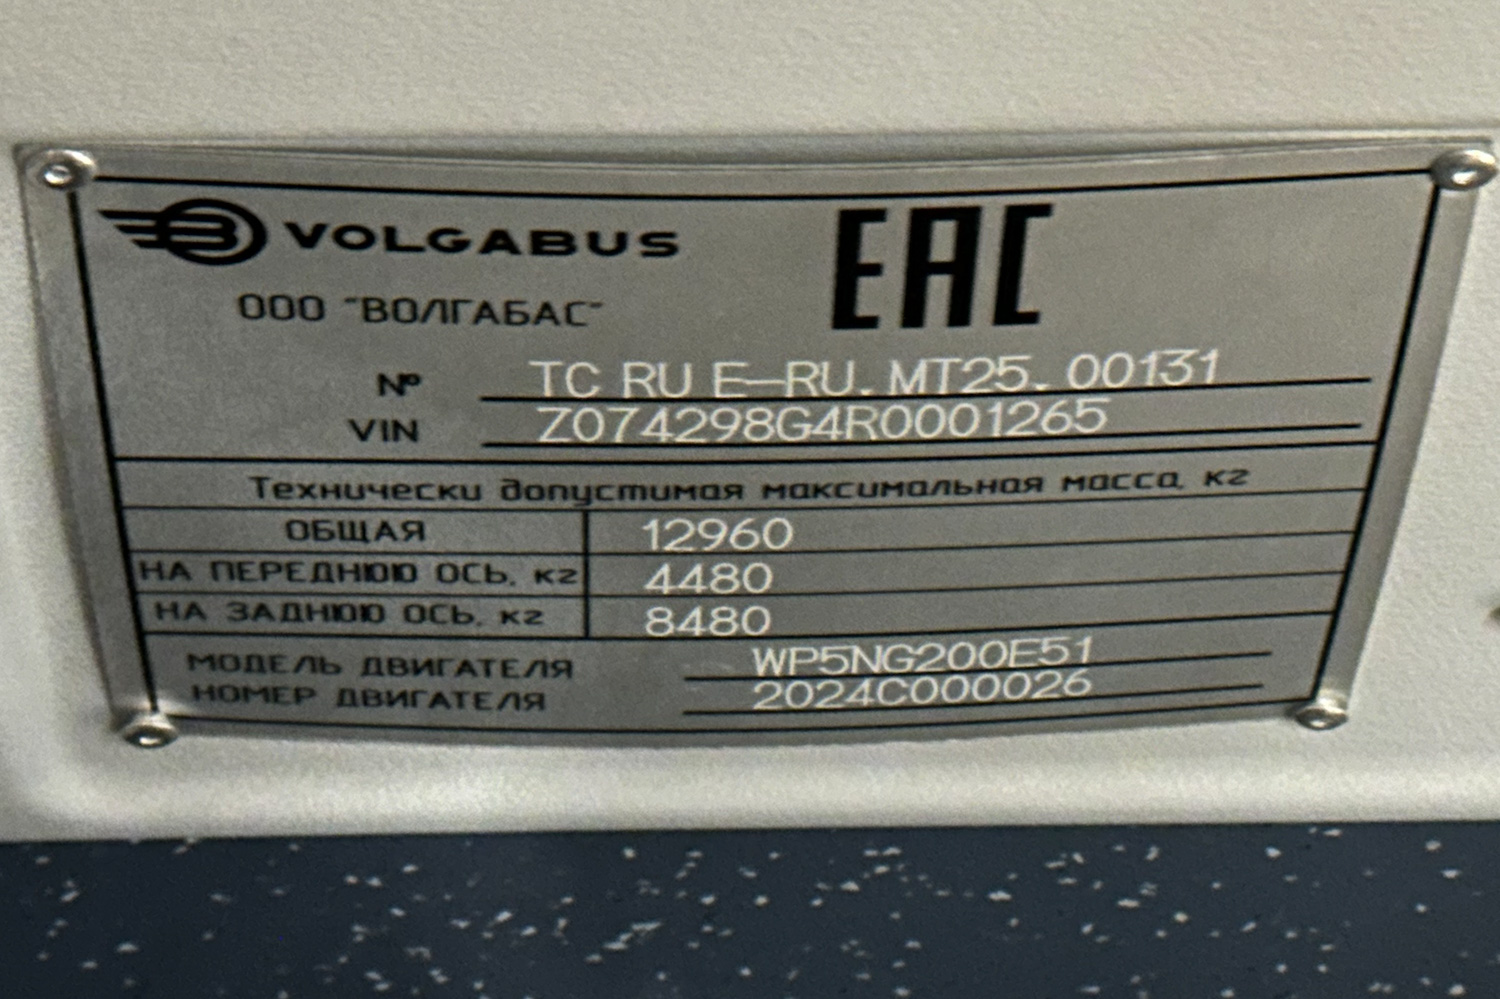 VOLGABUS
EAC
ООО "ВОЛГАБАС"
№ TC RU E-RU.MT25.00131
VIN Z074298G4R0001265
Технически допустимая максимальная масса, кг
ОБЩАЯ 12960
НА ПЕРЕДНЮЮ ОСЬ, кг 4480
НА ЗАДНЮЮ ОСЬ, кг 8480
МОДЕЛЬ ДВИГАТЕЛЯ WP5NG200E51
НОМЕР ДВИГАТЕЛЯ 2024C000026